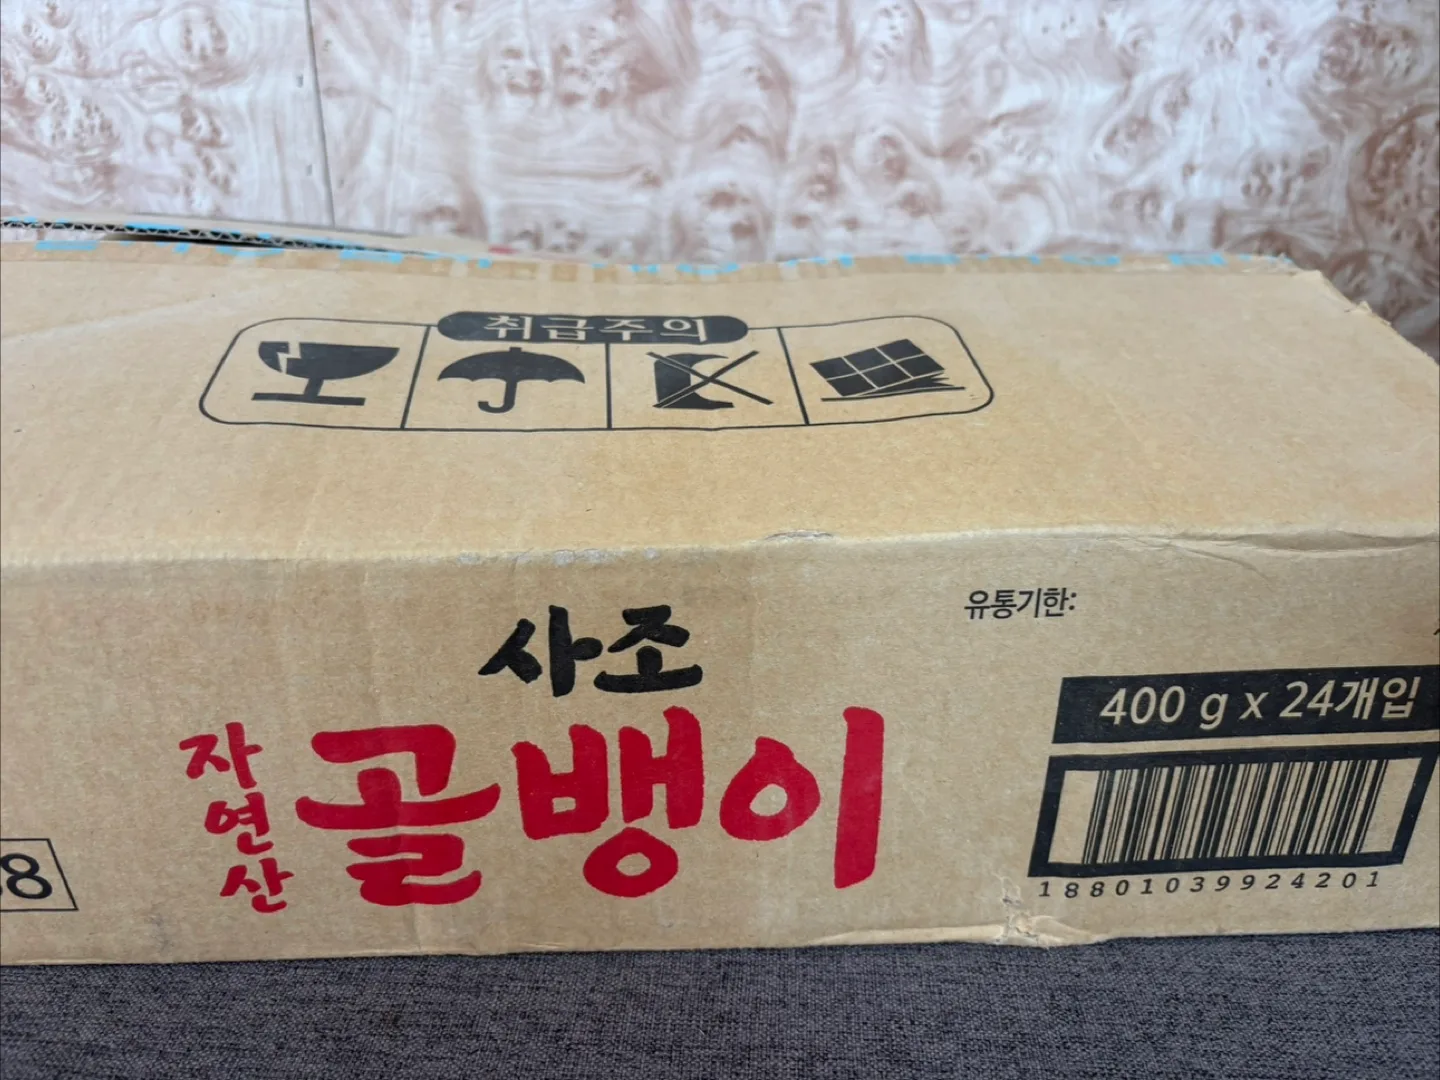 취급주의
사조
자연산
골뱅이
유통기한:
400 g x 24개입
18801039924201
8